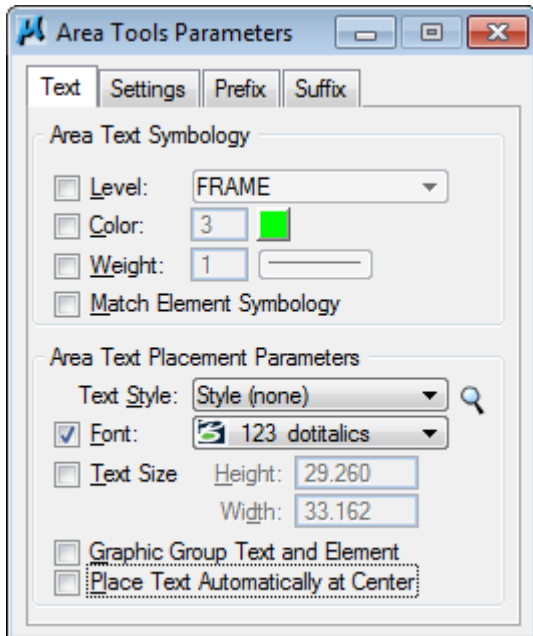 Area Tools Parameters
Text Settings Prefix Suffix
Area Text Symbology
Level: FRAME
Color: 3
Weight: 1
Match Element Symbology
Area Text Placement Parameters
Text Style: Style (none)
Font: 123 dotitalics
Text Size Height: 29.260
Width: 33.162
Graphic Group Text and Element
Place Text Automatically at Center